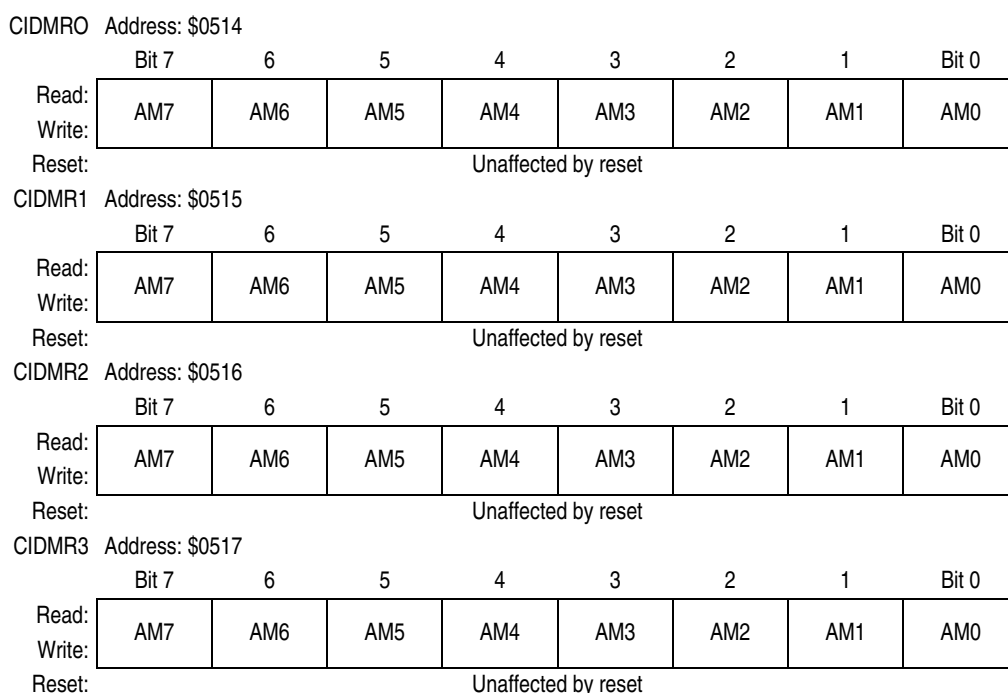 CIDMRO Address: $0514
Bit 7 6 5 4 3 2 1 Bit 0
Read:
AM7 AM6 AM5 AM4 AM3 AM2 AM1 AM0
Write:
Reset: Unaffected by reset
CIDMR1 Address: $0515
Bit 7 6 5 4 3 2 1 Bit 0
Read:
AM7 AM6 AM5 AM4 AM3 AM2 AM1 AM0
Write:
Reset: Unaffected by reset
CIDMR2 Address: $0516
Bit 7 6 5 4 3 2 1 Bit 0
Read:
AM7 AM6 AM5 AM4 AM3 AM2 AM1 AM0
Write:
Reset: Unaffected by reset
CIDMR3 Address: $0517
Bit 7 6 5 4 3 2 1 Bit 0
Read:
AM7 AM6 AM5 AM4 AM3 AM2 AM1 AM0
Write:
Reset: Unaffected by reset